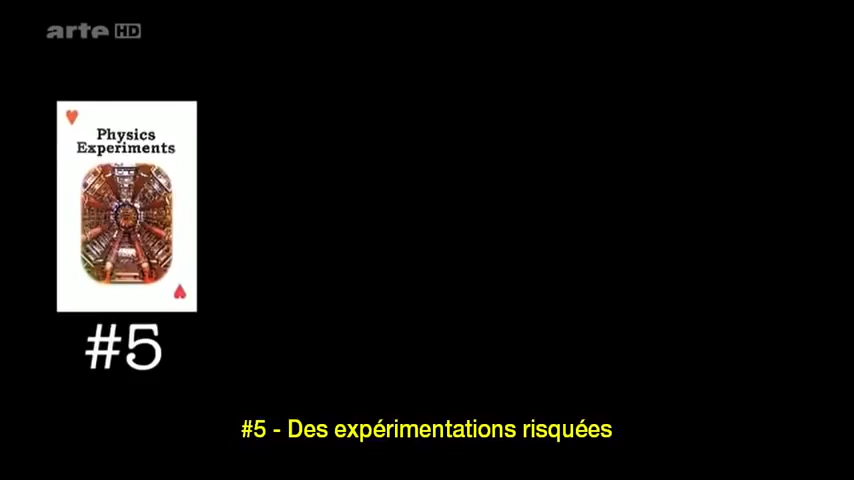 arte HD
Physics
Experiments
#5
#5 - Des expérimentations risquées